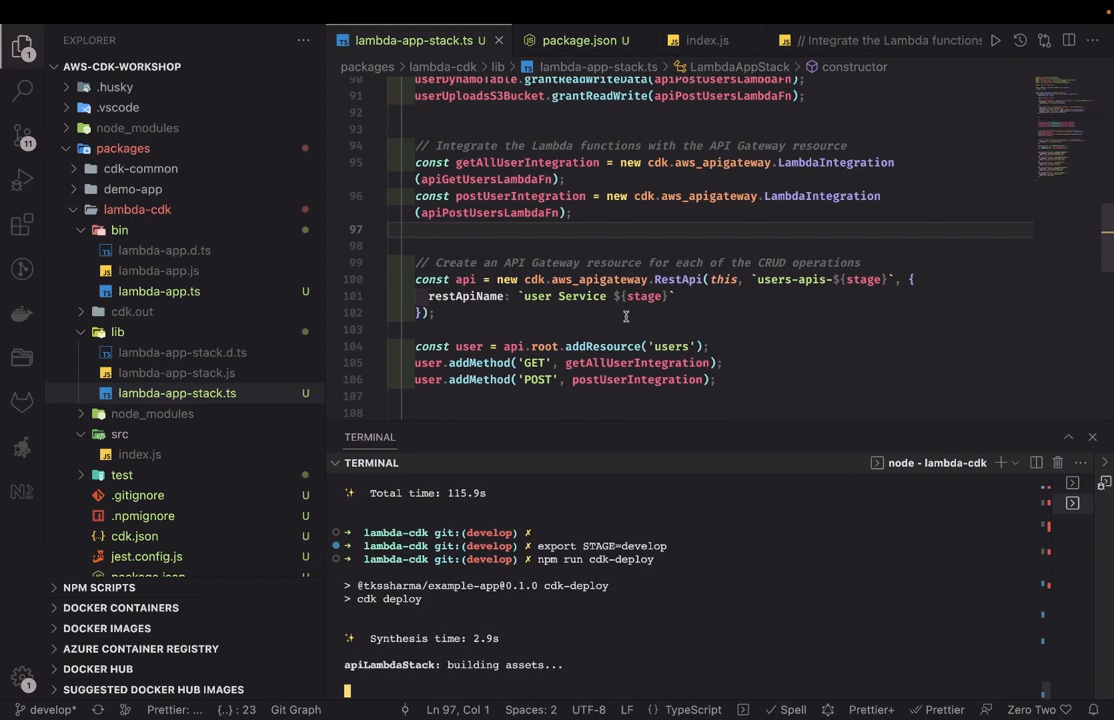 EXPLORER
lambda-app-stack.ts U
package.json U
index.js
// Integrate the Lambda functions
AWS-CDK-WORKSHOP
packages > lambda-cdk > lib > lambda-app-stack.ts > LambdaAppStack > constructor
.husky
.vscode
node_modules
packages
cdk-common
demo-app
lambda-cdk
bin
lambda-app.d.ts
lambda-app.js
lambda-app.ts U
cdk.out
lib
lambda-app-stack.d.ts
lambda-app-stack.js
lambda-app-stack.ts U
node_modules
src
index.js
test
.gitignore U
.npmignore U
cdk.json U
jest.config.js U
package.json
NPM SCRIPTS
DOCKER CONTAINERS
DOCKER IMAGES
AZURE CONTAINER REGISTRY
DOCKER HUB
SUGGESTED DOCKER HUB IMAGES
1
11
1
90 userDynamoTable.grantReadWriteData(apiPostUsersLambdaFn);
91 userUploadsS3Bucket.grantReadWrite(apiPostUsersLambdaFn);
92
93
94 // Integrate the Lambda functions with the API Gateway resource
95 const getAllUserIntegration = new cdk.aws_apigateway.LambdaIntegration
(apiGetUsersLambdaFn);
96 const postUserIntegration = new cdk.aws_apigateway.LambdaIntegration
(apiPostUsersLambdaFn);
97
98
99 // Create an API Gateway resource for each of the CRUD operations
100 const api = new cdk.aws_apigateway.RestApi(this, `users-apis-${stage}`, {
101 restApiName: `user Service ${stage}`
102 });
103
104 const user = api.root.addResource('users');
105 user.addMethod('GET', getAllUserIntegration);
106 user.addMethod('POST', postUserIntegration);
107
108
TERMINAL
TERMINAL
node - lambda-cdk
✨ Total time: 115.9s
➜ lambda-cdk git:(develop) ✗
➜ lambda-cdk git:(develop) ✗ export STAGE=develop
➜ lambda-cdk git:(develop) ✗ npm run cdk-deploy
> @tkssharma/example-app@0.1.0 cdk-deploy
> cdk deploy
✨ Synthesis time: 2.9s
apiLambdaStack: building assets...
develop* Prettier: ... {..} : 23 Git Graph Ln 97, Col 1 Spaces: 2 UTF-8 LF TypeScript Spell Prettier+ Prettier Zero Two